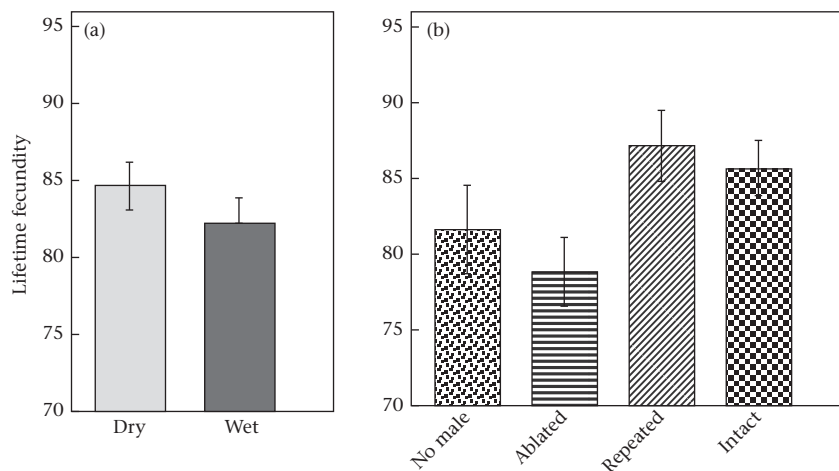 (a)
95
90
85
80
75
70
Lifetime fecundity
Dry
Wet
(b)
95
90
85
80
75
70
No male
Ablated
Repeated
Intact